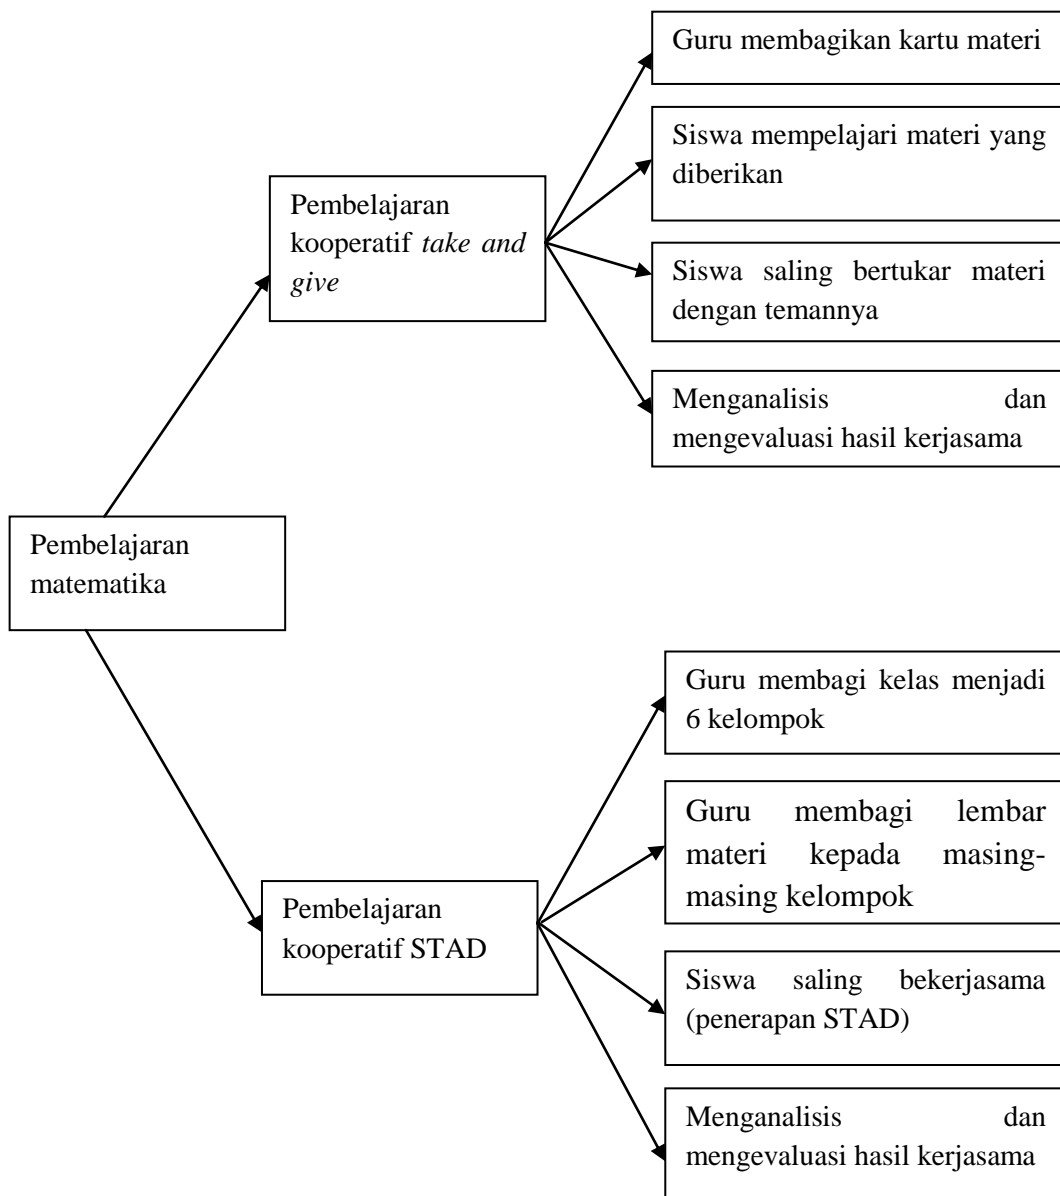 Guru membagikan kartu materi
Siswa mempelajari materi yang
diberikan
Pembelajaran
kooperatif take and
give
Siswa saling bertukar materi
dengan temannya
Menganalisis dan
mengevaluasi hasil kerjasama
Pembelajaran
matematika
Guru membagi kelas menjadi
6 kelompok
Guru membagi lembar
materi kepada masing-
masing kelompok
Pembelajaran
kooperatif STAD
Siswa saling bekerjasama
(penerapan STAD)
Menganalisis dan
mengevaluasi hasil kerjasama